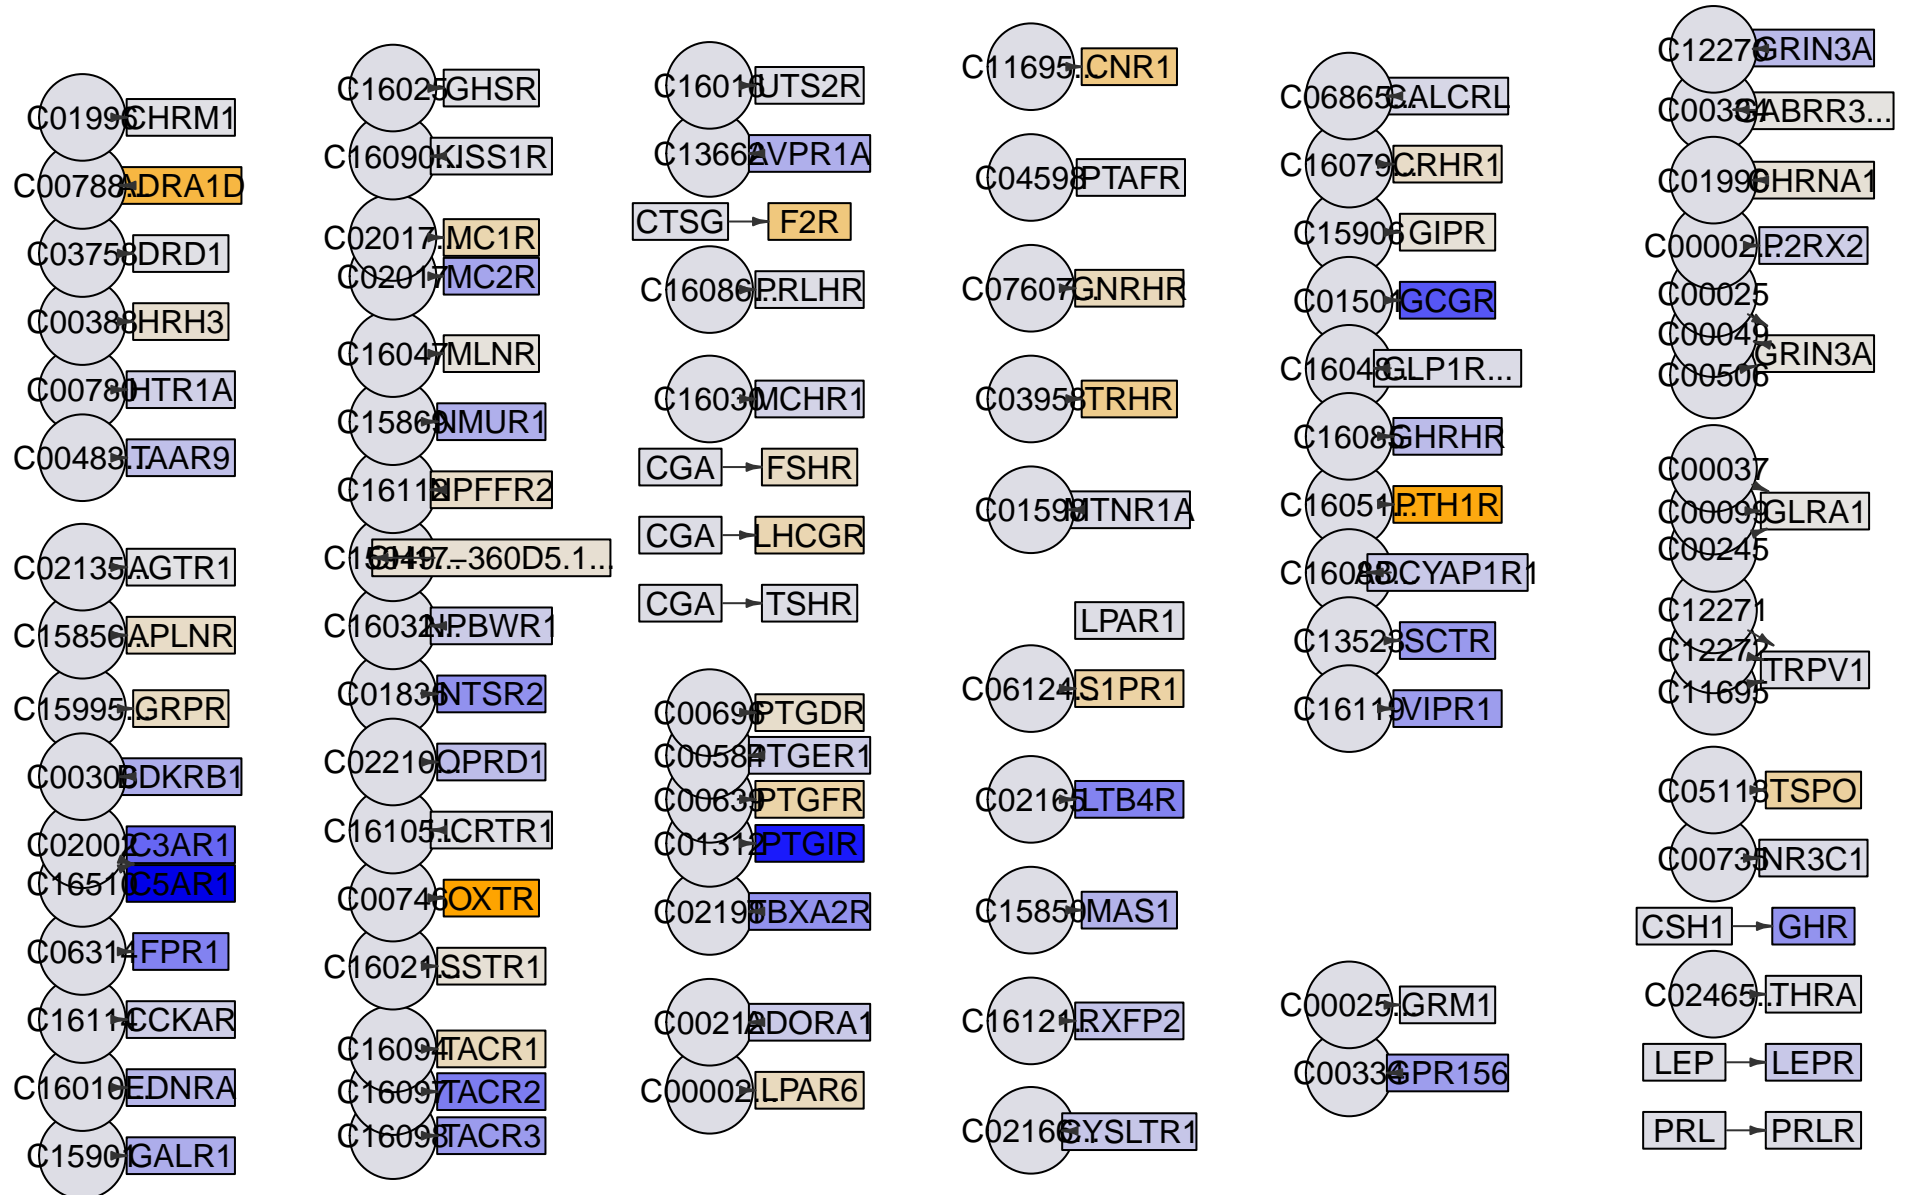 C01996 CHRM1
C00788... ADRA1D
C03758 DRD1
C00388 HRH3
C00780 HTR1A
C00483... TAAR9
C02135... AGTR1
C15856... APLNR
C15995... GRPR
C00306 BDKRB1
C02002 C3AR1
C16510 C5AR1
C06314 FPR1
C16114 CCKAR
C16010 EDNRA
C15901 GALR1
C16025 GHSR
C16090... KISS1R
C02017... MC1R
C02017 MC2R
C16047 MLNR
C15869 NMUR1
C16118 NPFFR2
–360D5.1...
C16032... NPBWR1
C01836 NTSR2
C02210... OPRD1
C16105... HCRTR1
C00746 OXTR
C16021... SSTR1
C16094 TACR1
C16097 TACR2
C16098 TACR3
C16016 UTS2R
C13662 AVPR1A
CTSG F2R
C16086... PRLHR
C16030 MCHR1
CGA FSHR
CGA LHCGR
CGA TSHR
C00696 PTGDR
C00584 PTGER1
C00639 PTGFR
C01312 PTGIR
C02198 TBXA2R
C00212 ADORA1
C00002... LPAR6
C11695... CNR1
C04598 PTAFR
C07607... GNRHR
C03958 TRHR
C01598 MTNR1A
LPAR1
C06124... S1PR1
C02165 LTB4R
C15850 MAS1
C16121... RXFP2
C02166... CYSLTR1
C06865... CALCRL
C16079... CRHR1
C15906 GIPR
C01501 GCGR
C16048... GLP1R...
C16085 GHRHR
C16051... PTH1R
C16088... ADCYAP1R1
C13523 SCTR
C16119 VIPR1
C00025... GRM1
C00334 GPR156
C12270 GRIN3A
C00334 GABRR3...
C01996 CHRNA1
C00002... P2RX2
C00025
C00049
GRIN3A
C00506
C00037
C00099 GLRA1
C00245
C12271
C12272
TRPV1
C11695
C05113 TSPO
C00735 NR3C1
CSH1 GHR
C02465... THRA
LEP LEPR
PRL PRLR